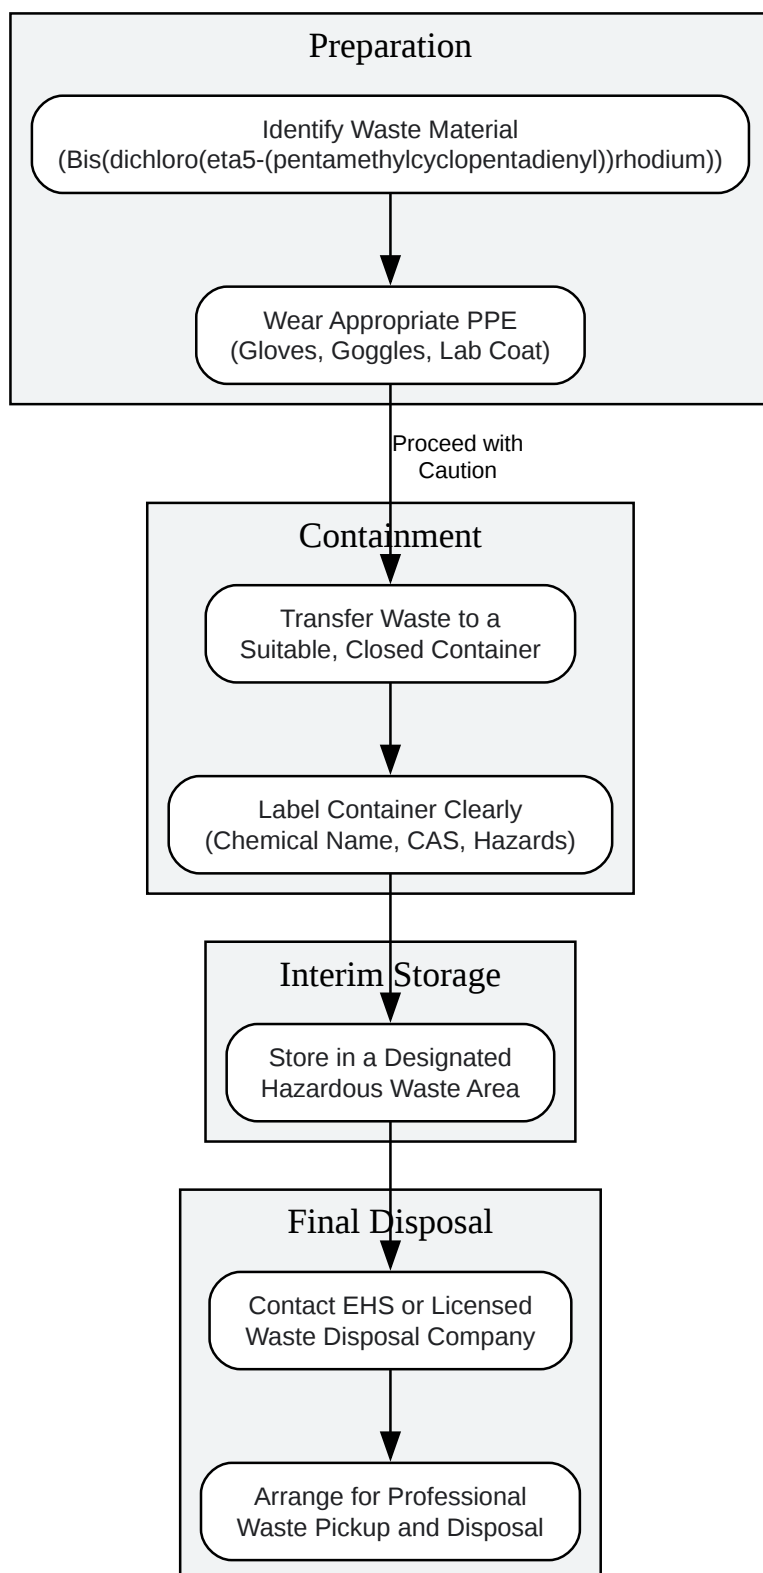 Preparation
Identify Waste Material
(Bis(dichloro(eta5-(pentamethylcyclopentadienyl))rhodium))
Wear Appropriate PPE
(Gloves, Goggles, Lab Coat)
Proceed with
Caution
Containment
Transfer Waste to a
Suitable, Closed Container
Label Container Clearly
(Chemical Name, CAS, Hazards)
Interim Storage
Store in a Designated
Hazardous Waste Area
Final Disposal
Contact EHS or Licensed
Waste Disposal Company
Arrange for Professional
Waste Pickup and Disposal